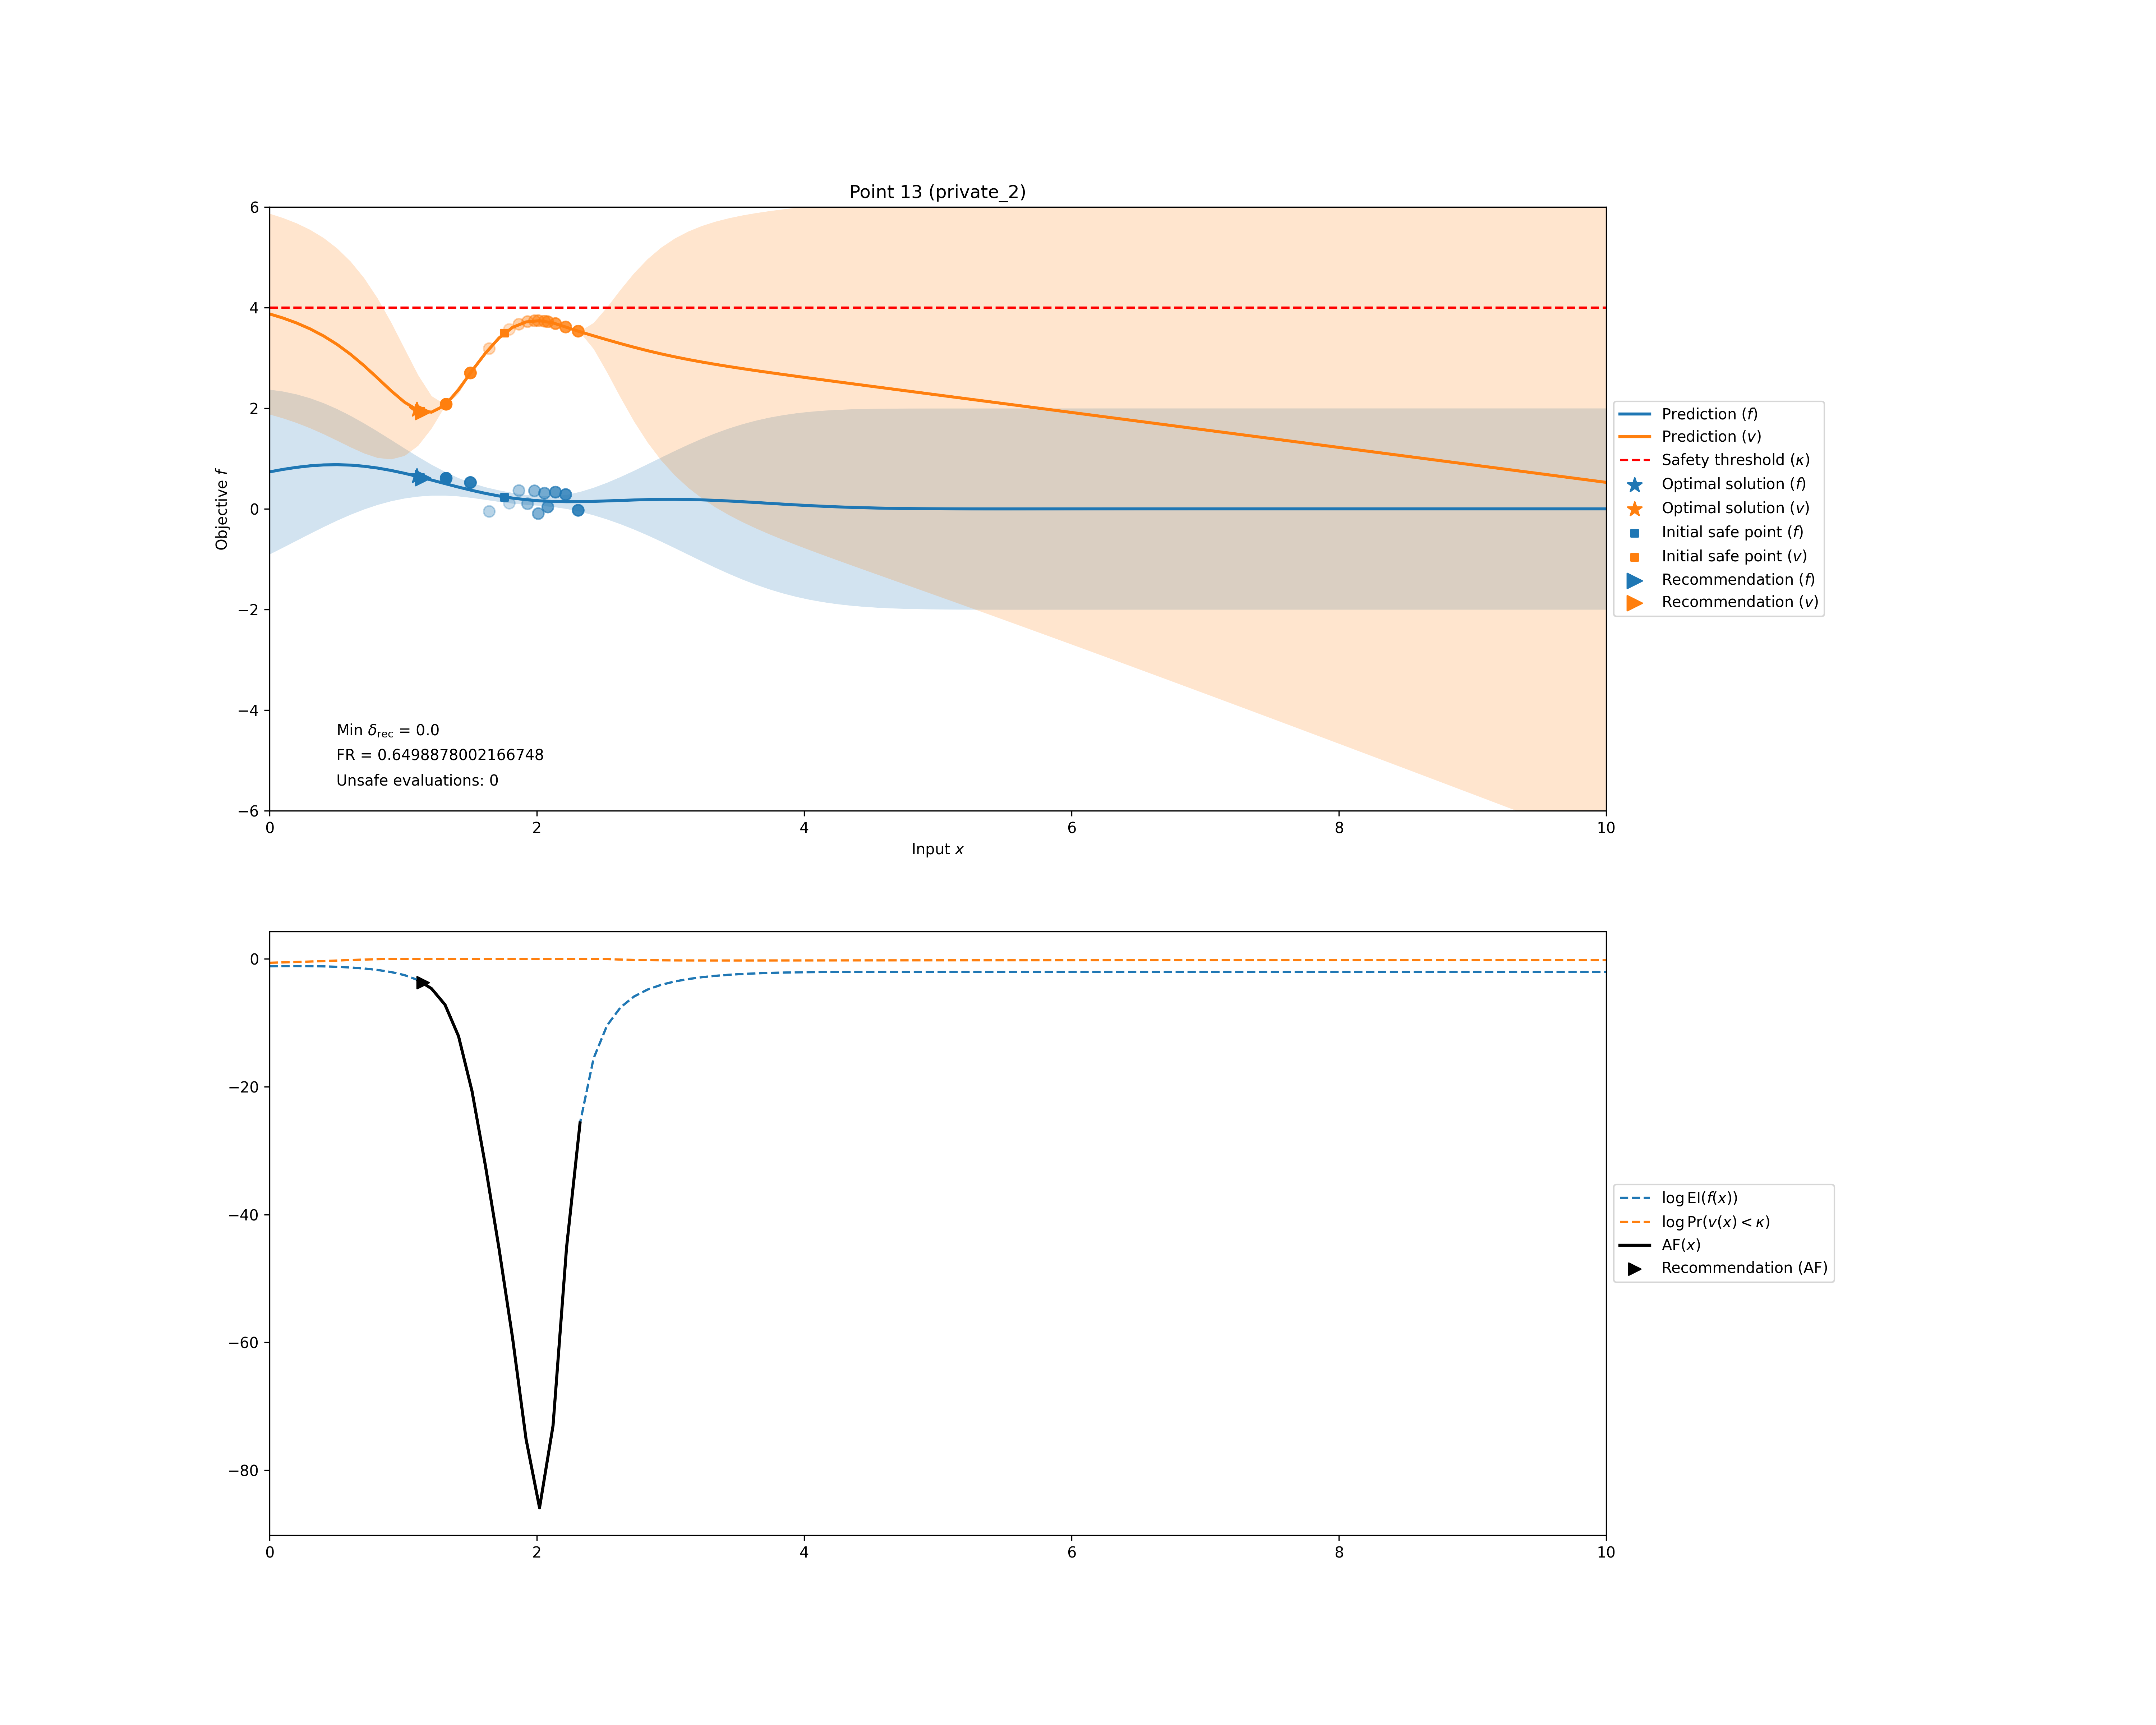 Point 13 (private_2)
6
4
2
0
−2
−4
−6
Objective f
Min δrec = 0.0
FR = 0.6498878002166748
Unsafe evaluations: 0
0 2 4 6 8 10
Input x
Prediction (f)
Prediction (v)
Safety threshold (κ)
Optimal solution (f)
Optimal solution (v)
Initial safe point (f)
Initial safe point (v)
Recommendation (f)
Recommendation (v)
0
−20
−40
−60
−80
0 2 4 6 8 10
log EI(f(x))
log Pr(v(x) < κ)
AF(x)
Recommendation (AF)